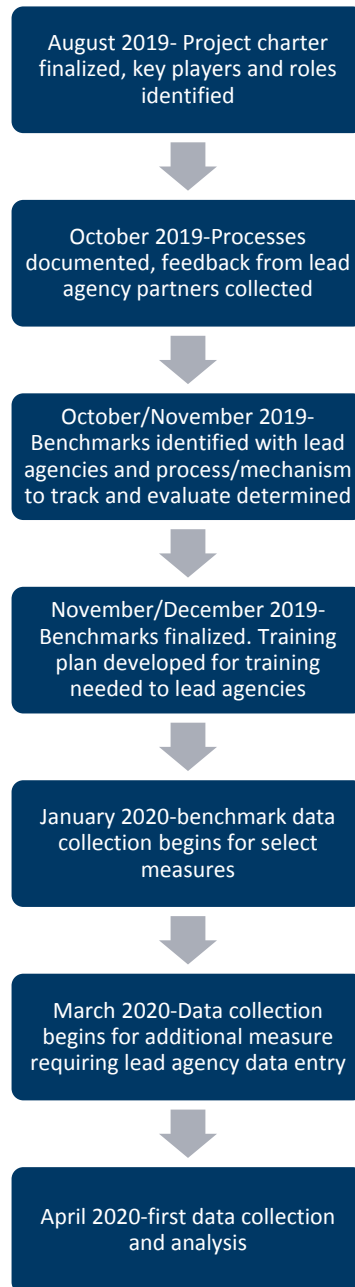 August 2019- Project charter
finalized, key players and roles
identified
October 2019-Processes
documented, feedback from lead
agency partners collected
October/November 2019-
Benchmarks identified with lead
agencies and process/mechanism
to track and evaluate determined
November/December 2019-
Benchmarks finalized. Training
plan developed for training
needed to lead agencies
January 2020-benchmark data
collection begins for select
measures
March 2020-Data collection
begins for additional measure
requiring lead agency data entry
April 2020-first data collection
and analysis